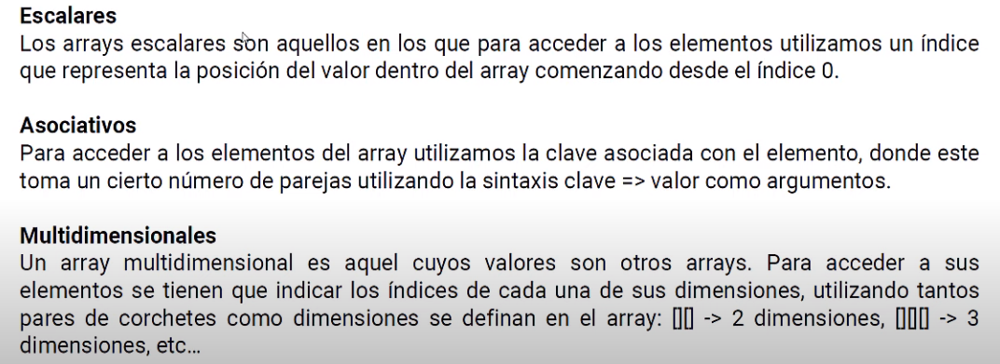 Escalares
Los arrays escalares son aquellos en los que para acceder a los elementos utilizamos un índice
que representa la posición del valor dentro del array comenzando desde el índice 0.
Asociativos
Para acceder a los elementos del array utilizamos la clave asociada con el elemento, donde este
toma un cierto número de parejas utilizando la sintaxis clave => valor como argumentos.
Multidimensionales
Un array multidimensional es aquel cuyos valores son otros arrays. Para acceder a sus
elementos se tienen que indicar los índices de cada una de sus dimensiones, utilizando tantos
pares de corchetes como dimensiones se definan en el array: [][] -> 2 dimensiones, [][][] -> 3
dimensiones, etc...